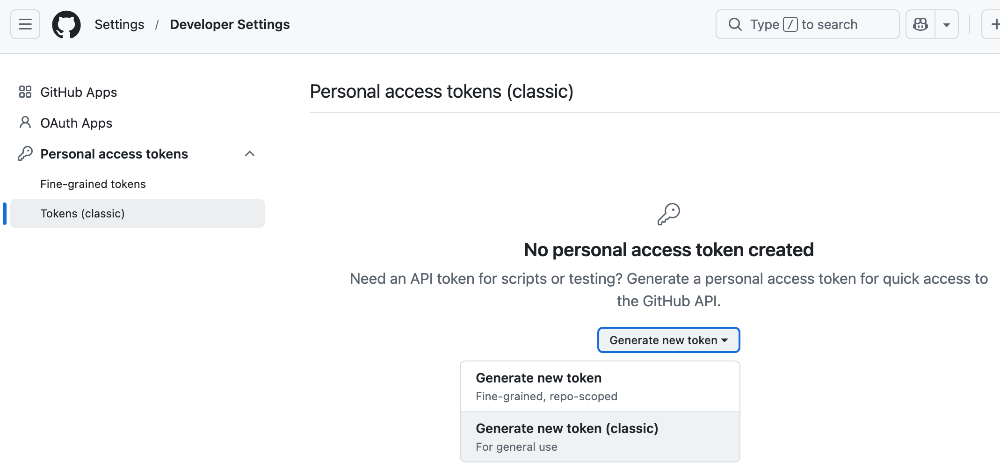 Settings / Developer Settings
Type / to search
GitHub Apps
OAuth Apps
Personal access tokens
Fine-grained tokens
Tokens (classic)
Personal access tokens (classic)
No personal access token created
Need an API token for scripts or testing? Generate a personal access token for quick access to
the GitHub API.
Generate new token
Generate new token
Fine-grained, repo-scoped
Generate new token (classic)
For general use